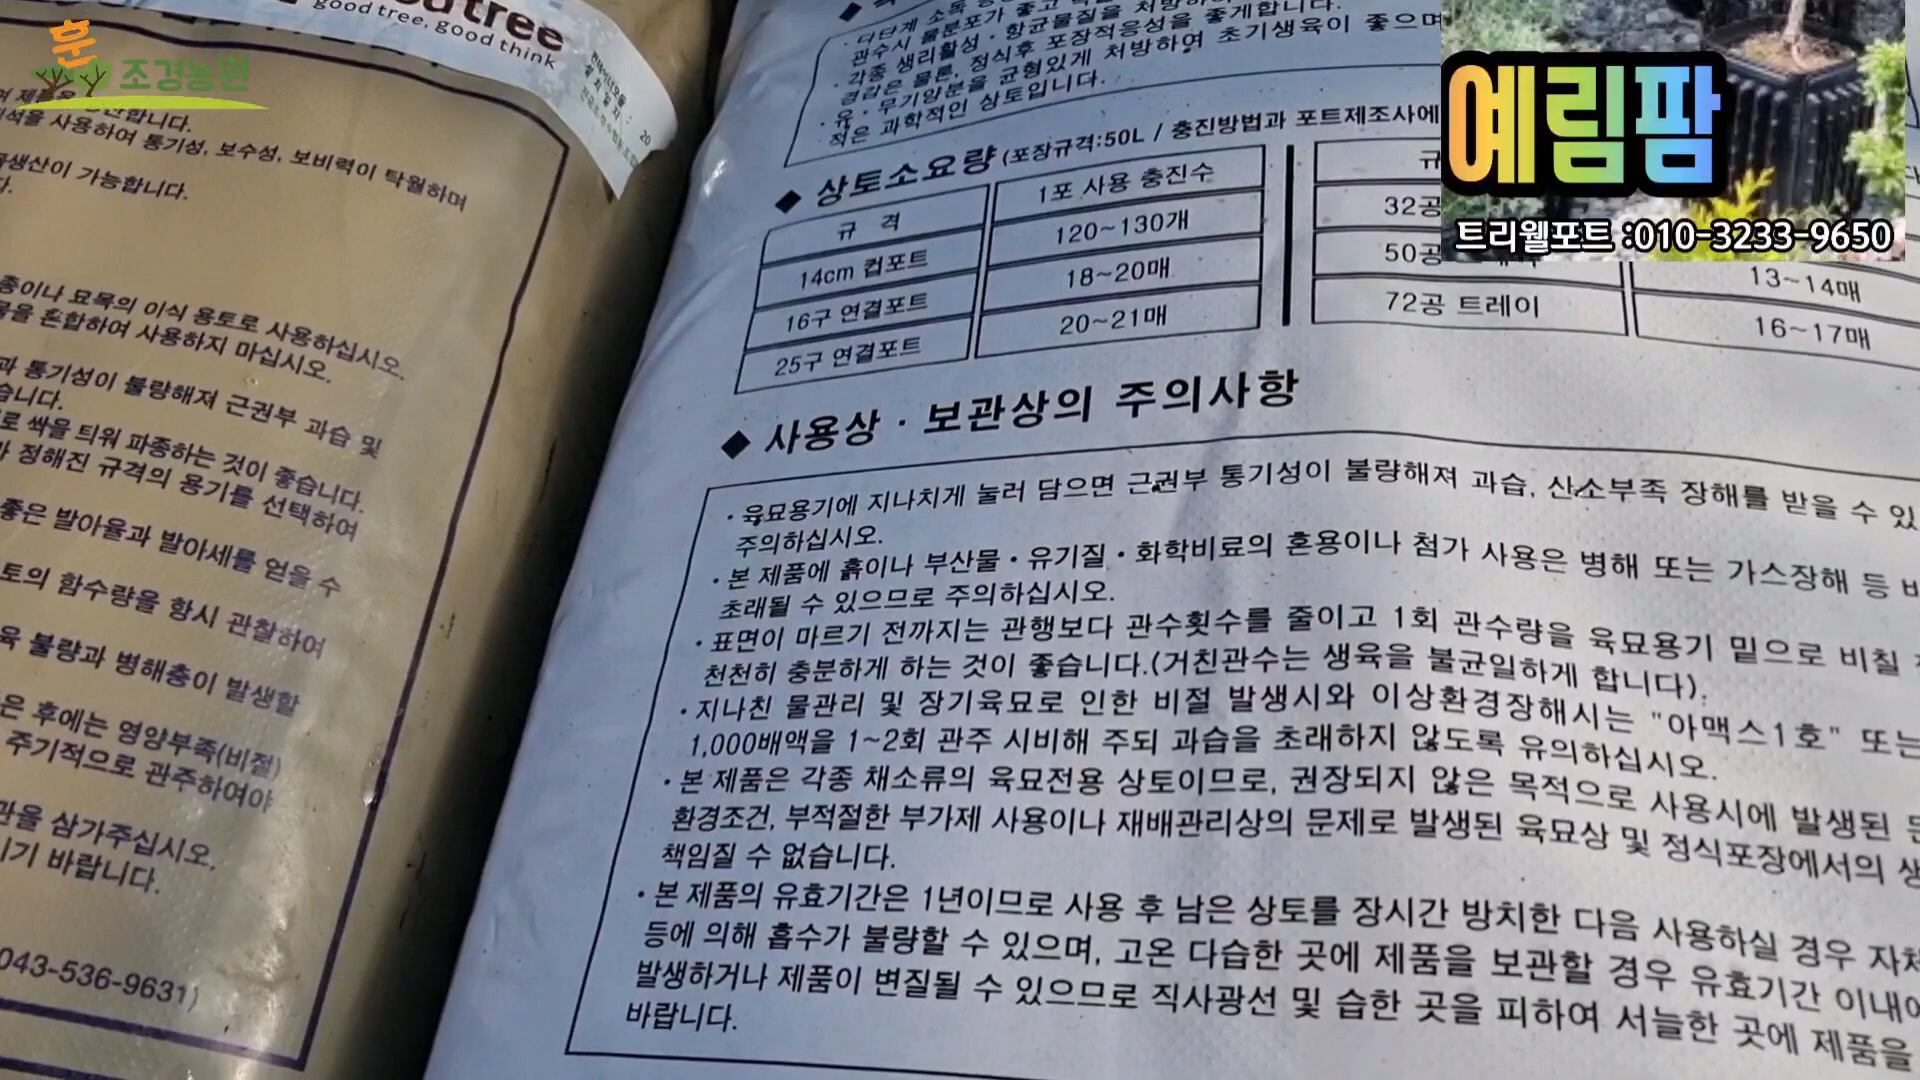 훈
조경농원
good tree, good think
석을 사용하여 통기성, 보수성, 보비력이 탁월하며
생산이 가능합니다.
종이나 묘목의 이식 용토로 사용하십시오.
물을 혼합하여 사용하지 마십시오.
과 통기성이 불량해져 근권부 과습 및
습니다.
로 싹을 틔워 파종하는 것이 좋습니다.
정해진 규격의 용기를 선택하여
좋은 발아율과 발아세를 얻을 수
토의 함수량을 항시 관찰하여
육 불량과 병해충이 발생할
은 후에는 영양부족(비절)
주기적으로 관주하여야
관을 삼가주십시오.
기 바랍니다.
043-536-9631)
관수시 물분포가 좋고
각종 생리활성·항균물질을 처방하
경감은 물론, 정식후 포장적응성을 좋게합니다.
· 유·무기양분을 균형있게 처방하여 초기생육이 좋으며
적은 과학적인 상토입니다.
◆ 상토소요량 (포장규격:50L / 충진방법과 포트제조사에
규 격 1포 사용 충진수 규
14cm 컵포트 120~130개 32공
16구 연결포트 18~20매 50공 13~14매
25구 연결포트 20~21매 72공 트레이 16~17매
◆ 사용상·보관상의 주의사항
· 육묘용기에 지나치게 눌러 담으면 근권부 통기성이 불량해져 과습, 산소부족 장해를 받을 수 있
주의하십시오.
· 본 제품에 흙이나 부산물·유기질·화학비료의 혼용이나 첨가 사용은 병해 또는 가스장해 등
초래될 수 있으므로 주의하십시오.
· 표면이 마르기 전까지는 관행보다 관수횟수를 줄이고 1회 관수량을 육묘용기 밑으로 비칠
천천히 충분하게 하는 것이 좋습니다.(거친관수는 생육을 불균일하게 합니다).
· 지나친 물관리 및 장기육묘로 인한 비절 발생시와 이상환경장해시는 "아맥스1호" 또는
1,000배액을 1~2회 관주 시비해 주되 과습을 초래하지 않도록 유의하십시오.
· 본 제품은 각종 채소류의 육묘전용 상토이므로, 권장되지 않은 목적으로 사용시에 발생된
환경조건, 부적절한 부가제 사용이나 재배관리상의 문제로 발생된 육묘상 및 정식포장에서의 생
책임질 수 없습니다.
· 본 제품의 유효기간은 1년이므로 사용 후 남은 상토를 장시간 방치한 다음 사용하실 경우 자체
등에 의해 흡수가 불량할 수 있으며, 고온 다습한 곳에 제품을 보관할 경우 유효기간 이내에
발생하거나 제품이 변질될 수 있으므로 직사광선 및 습한 곳을 피하여 서늘한 곳에 제품을
바랍니다.
예림팜
트리웰포트 :010-3233-9650